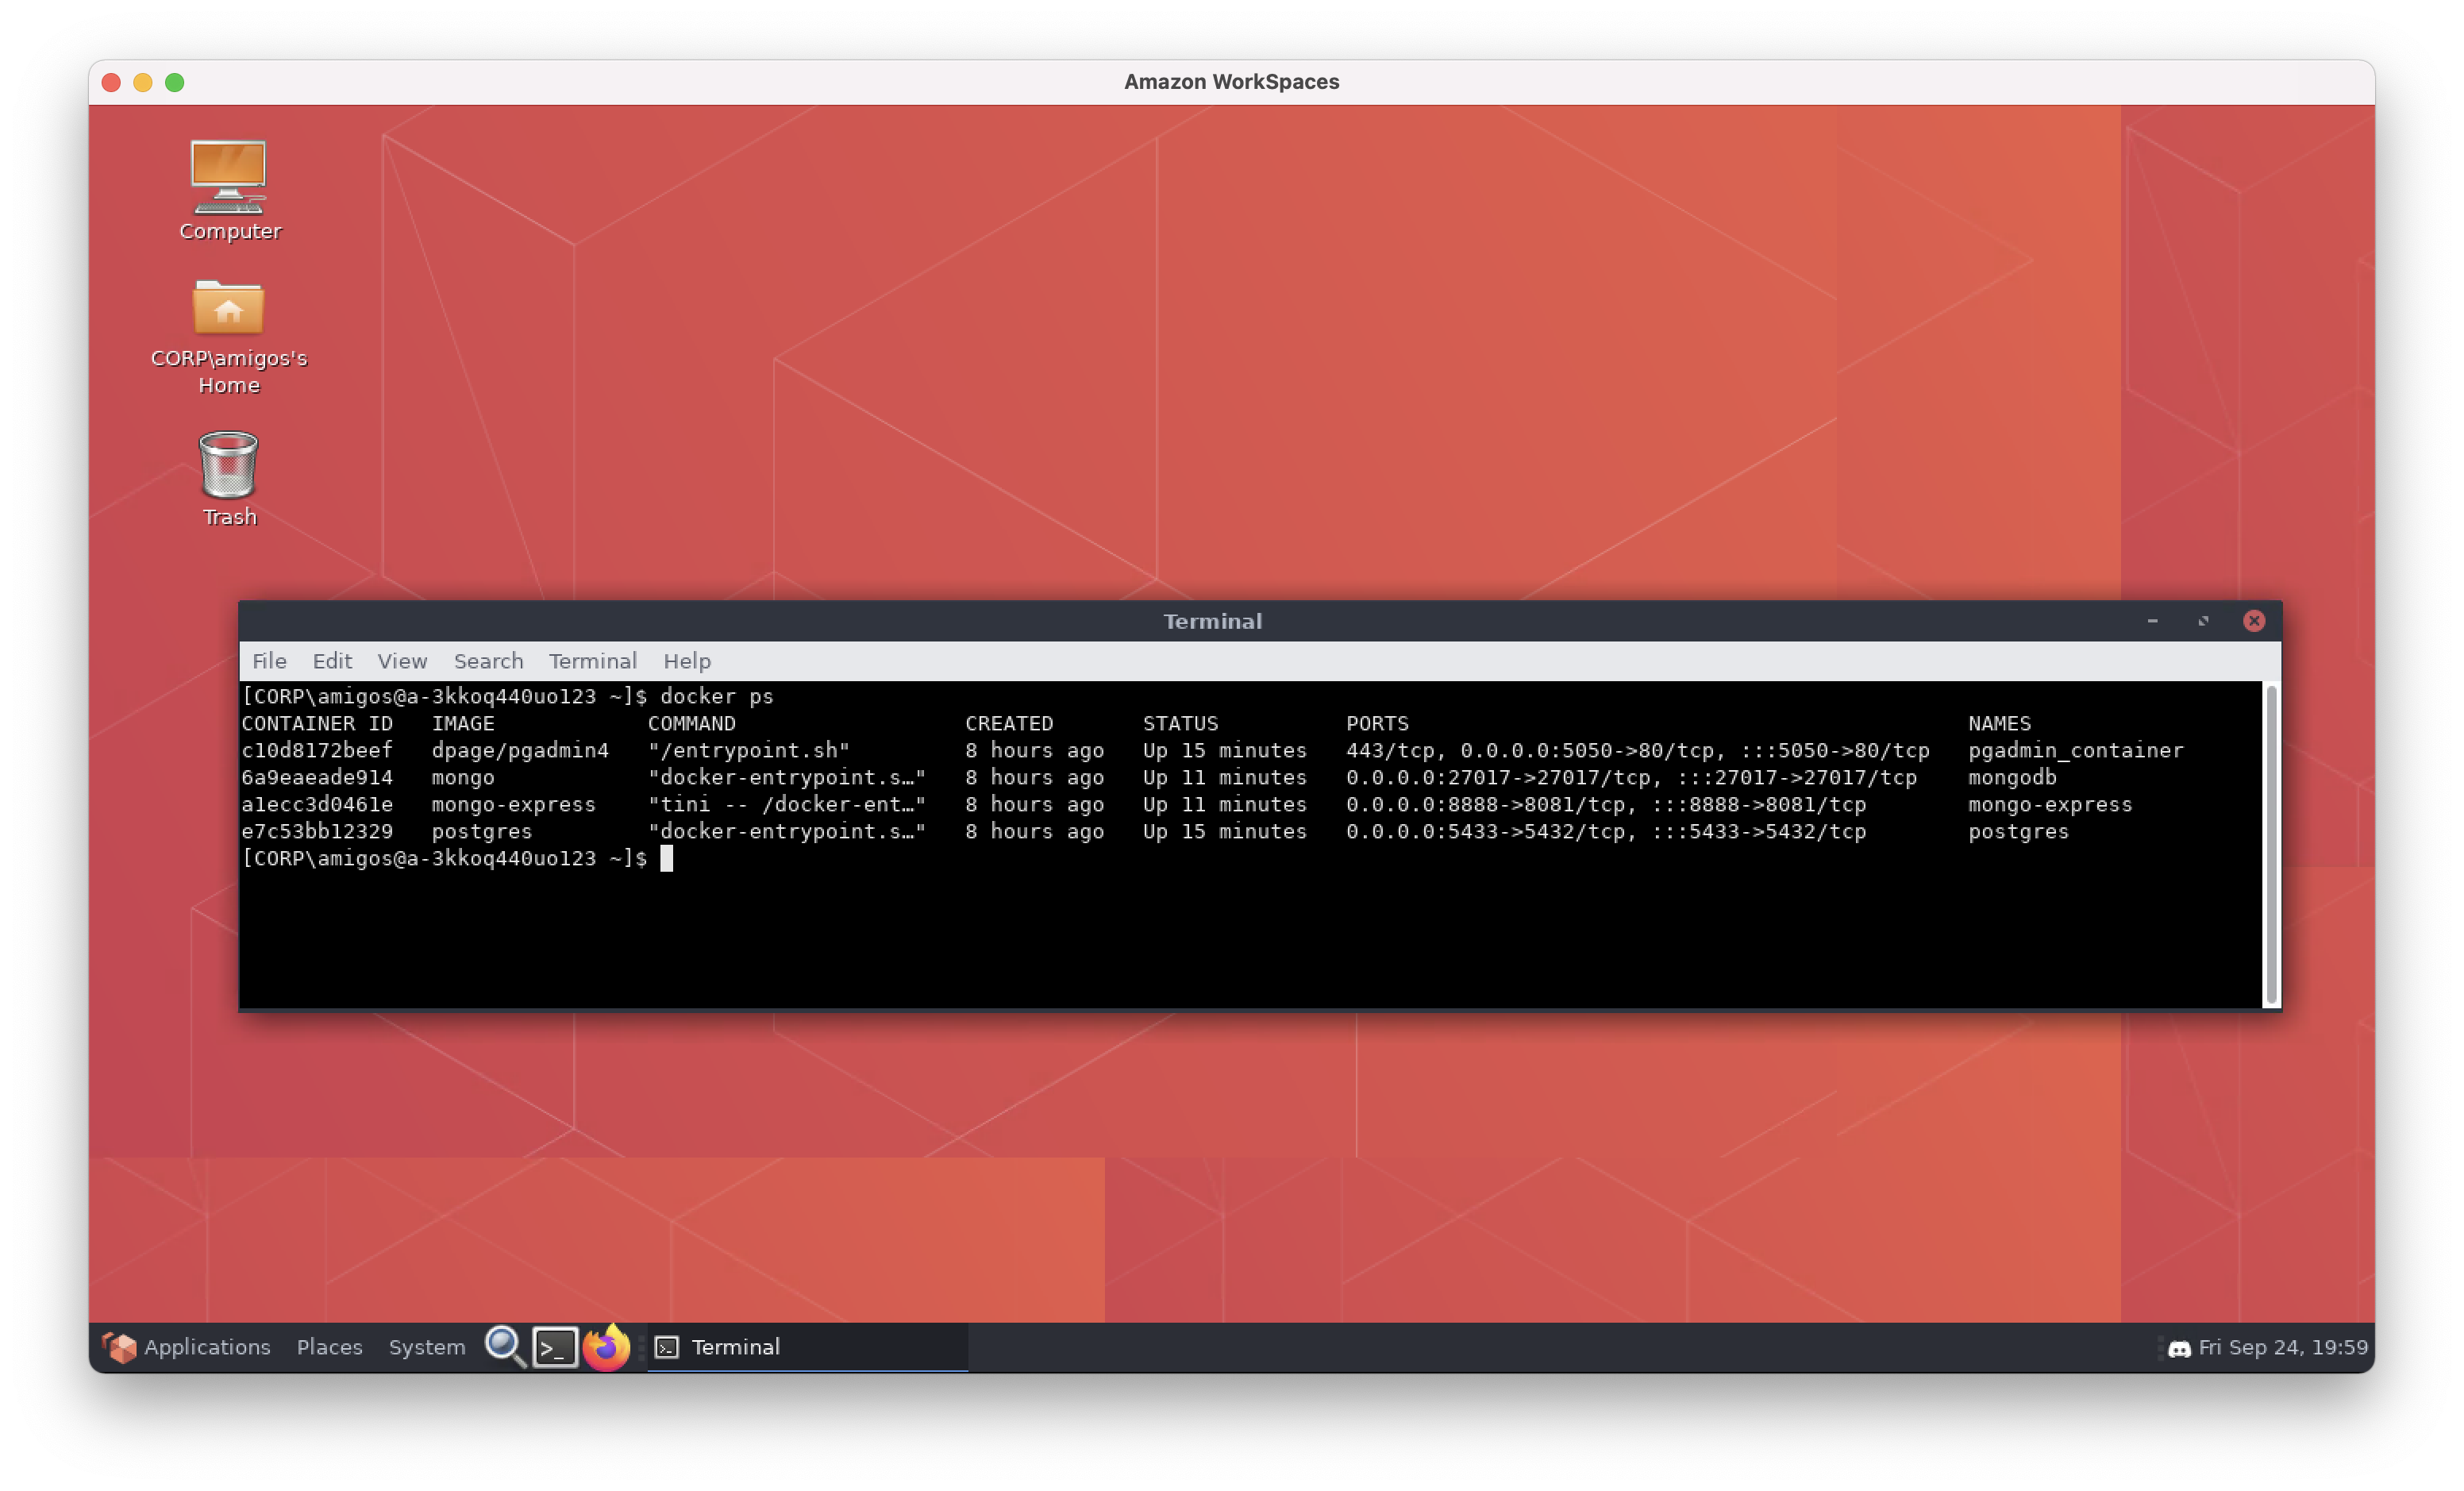 Amazon WorkSpaces
Computer
CORP\amigos's
Home
Trash
Terminal
File Edit View Search Terminal Help
[CORP\amigos@a-3kkoq440uo123 ~]$ docker ps
CONTAINER ID IMAGE COMMAND CREATED STATUS PORTS NAMES
c10d8172beef dpage/pgadmin4 "/entrypoint.sh" 8 hours ago Up 15 minutes 443/tcp, 0.0.0.0:5050->80/tcp, :::5050->80/tcp pgadmin_container
6a9eaeade914 mongo "docker-entrypoint.s…" 8 hours ago Up 11 minutes 0.0.0.0:27017->27017/tcp, :::27017->27017/tcp mongodb
a1ecc3d0461e mongo-express "tini -- /docker-ent…" 8 hours ago Up 11 minutes 0.0.0.0:8888->8081/tcp, :::8888->8081/tcp mongo-express
e7c53bb12329 postgres "docker-entrypoint.s…" 8 hours ago Up 15 minutes 0.0.0.0:5433->5432/tcp, :::5433->5432/tcp postgres
[CORP\amigos@a-3kkoq440uo123 ~]$
Applications Places System Terminal Fri Sep 24, 19:59